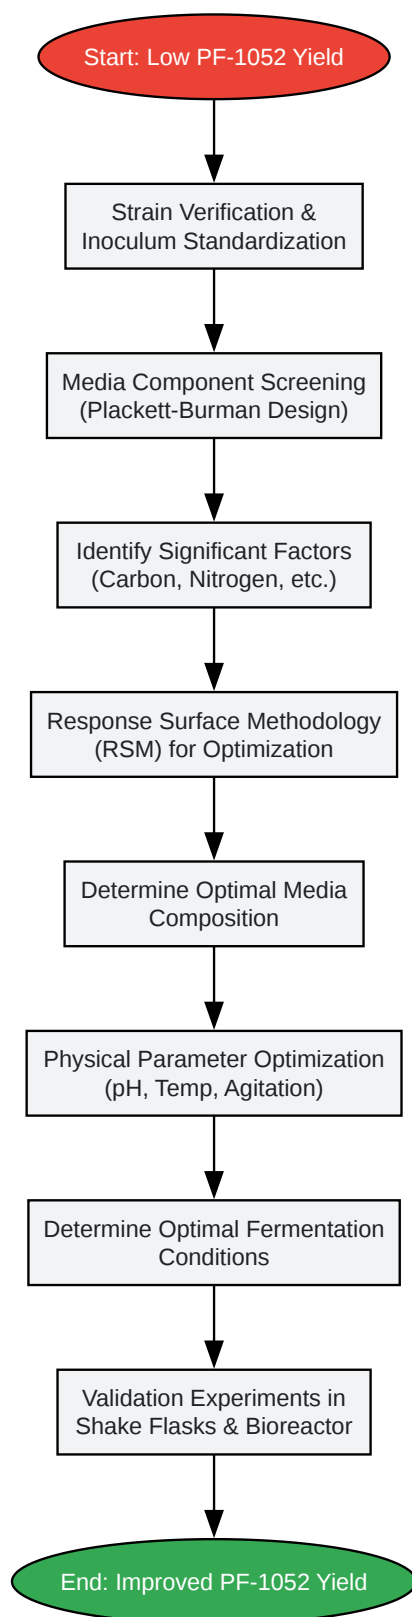 Start: Low PF-1052 Yield
Strain Verification &
Inoculum Standardization
Media Component Screening
(Plackett-Burman Design)
Identify Significant Factors
(Carbon, Nitrogen, etc.)
Response Surface Methodology
(RSM) for Optimization
Determine Optimal Media
Composition
Physical Parameter Optimization
(pH, Temp, Agitation)
Determine Optimal Fermentation
Conditions
Validation Experiments in
Shake Flasks & Bioreactor
End: Improved PF-1052 Yield